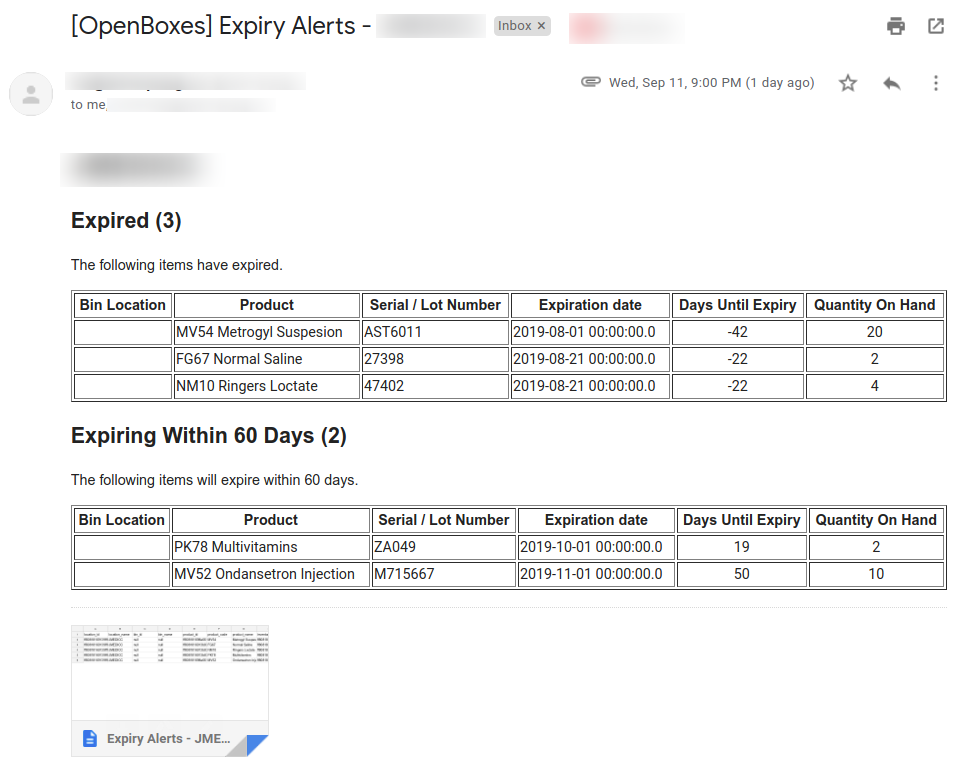 [OpenBoxes] Expiry Alerts -
Inbox ×
Wed, Sep 11, 9:00 PM (1 day ago)
to me,
Expired (3)
The following items have expired.
Bin Location Product Serial / Lot Number Expiration date Days Until Expiry Quantity On Hand
MV54 Metrogyl Suspesion AST6011 2019-08-01 00:00:00.0 -42 20
FG67 Normal Saline 27398 2019-08-21 00:00:00.0 -22 2
NM10 Ringers Loctate 47402 2019-08-21 00:00:00.0 -22 4
Expiring Within 60 Days (2)
The following items will expire within 60 days.
Bin Location Product Serial / Lot Number Expiration date Days Until Expiry Quantity On Hand
PK78 Multivitamins ZA049 2019-10-01 00:00:00.0 19 2
MV52 Ondansetron Injection M715667 2019-11-01 00:00:00.0 50 10
Expiry Alerts - JME...